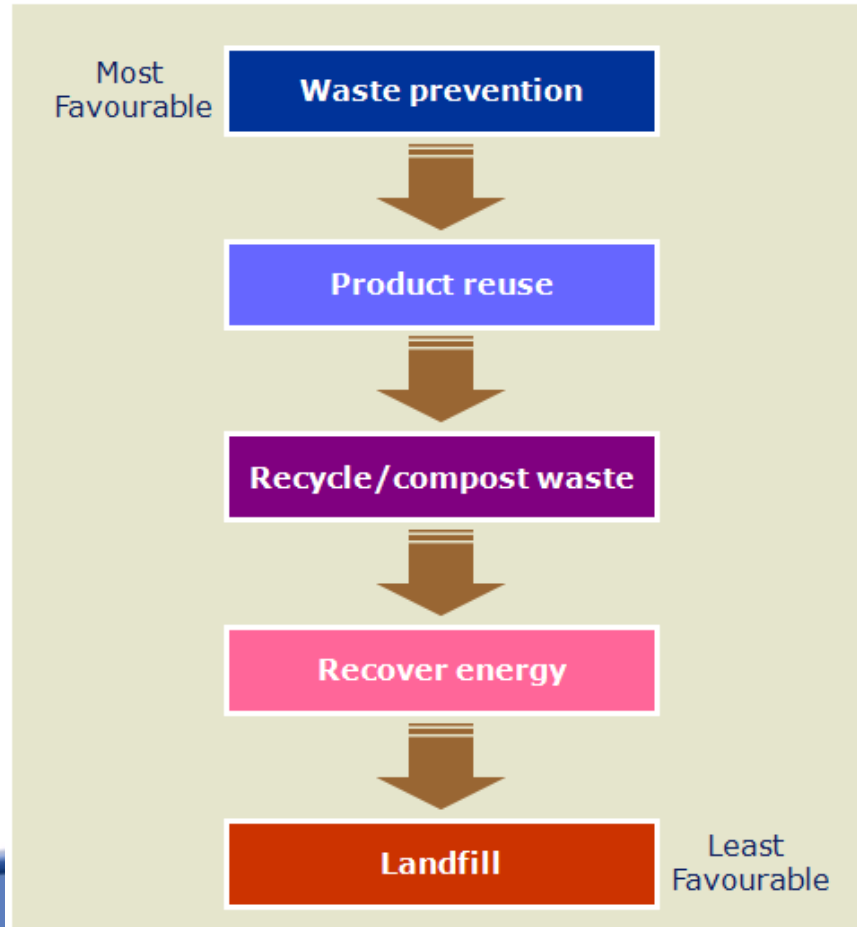 Most
Favourable
Waste prevention
Product reuse
Recycle/compost waste
Recover energy
Landfill
Least
Favourable